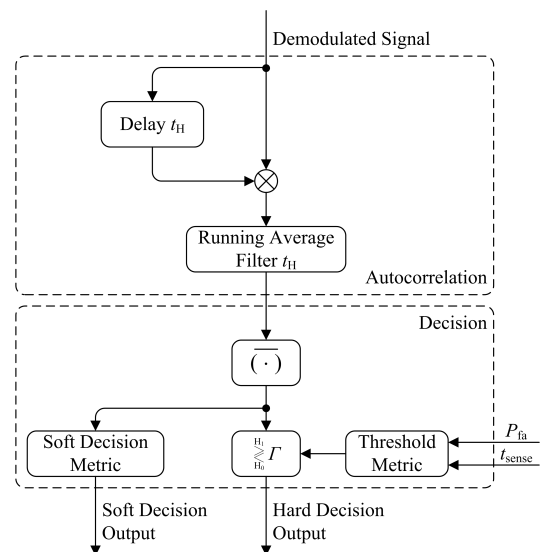 Demodulated Signal
Delay tH
Running Average
Filter tH
Autocorrelation
Decision
(·)
Soft Decision
Metric
H1
≷
H0
Γ
Threshold
Metric
Pfa
tsense
Soft Decision
Output
Hard Decision
Output